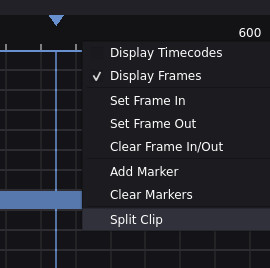 600
Display Timecodes
✓ Display Frames
Set Frame In
Set Frame Out
Clear Frame In/Out
Add Marker
Clear Markers
Split Clip